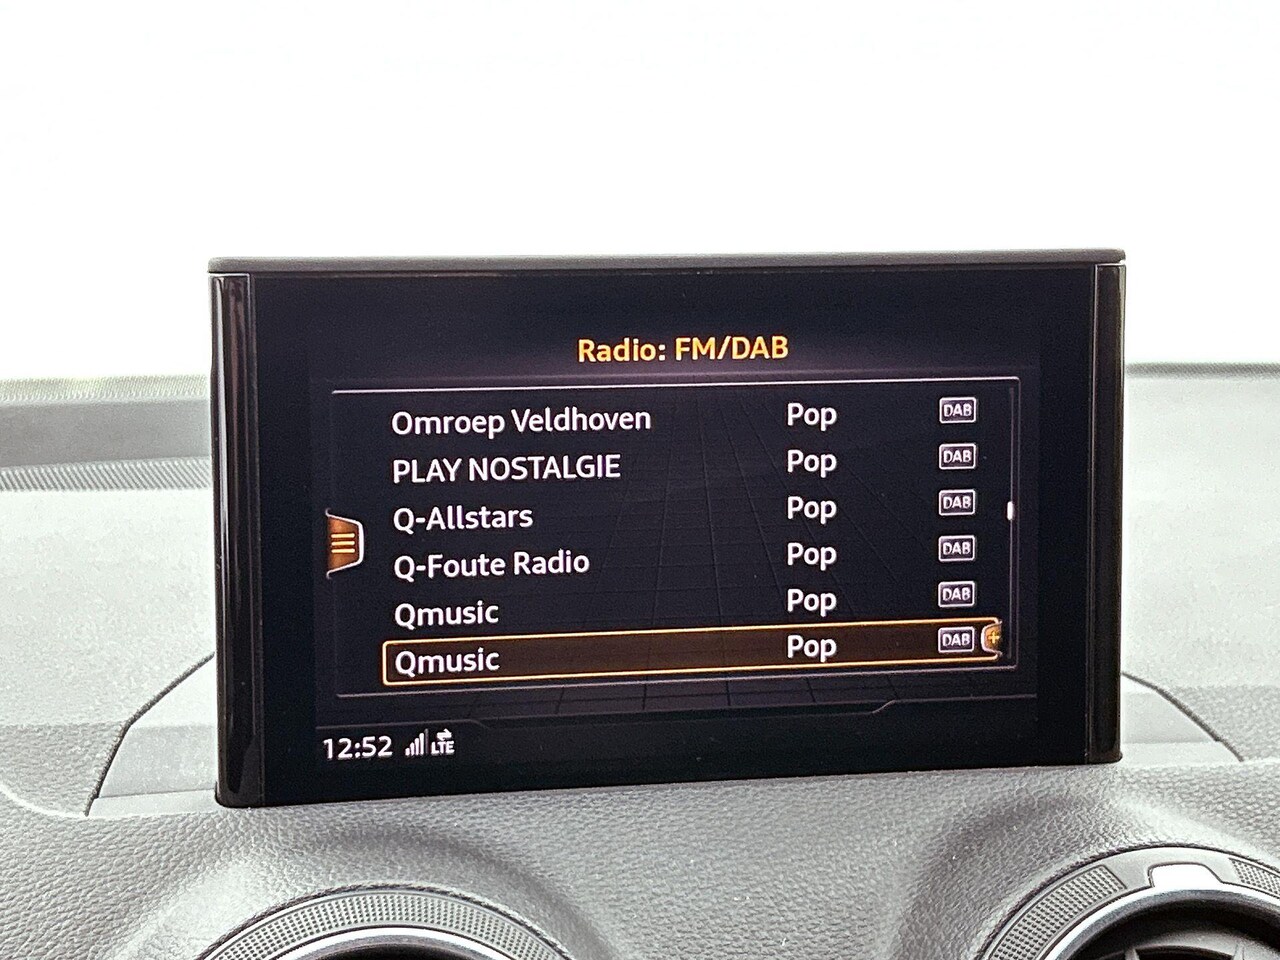 Radio: FM/DAB
Omroep Veldhoven Pop DAB
PLAY NOSTALGIE Pop DAB
Q-Allstars Pop DAB
Q-Foute Radio Pop DAB
Qmusic Pop DAB
Qmusic Pop DAB +
12:52 LTE